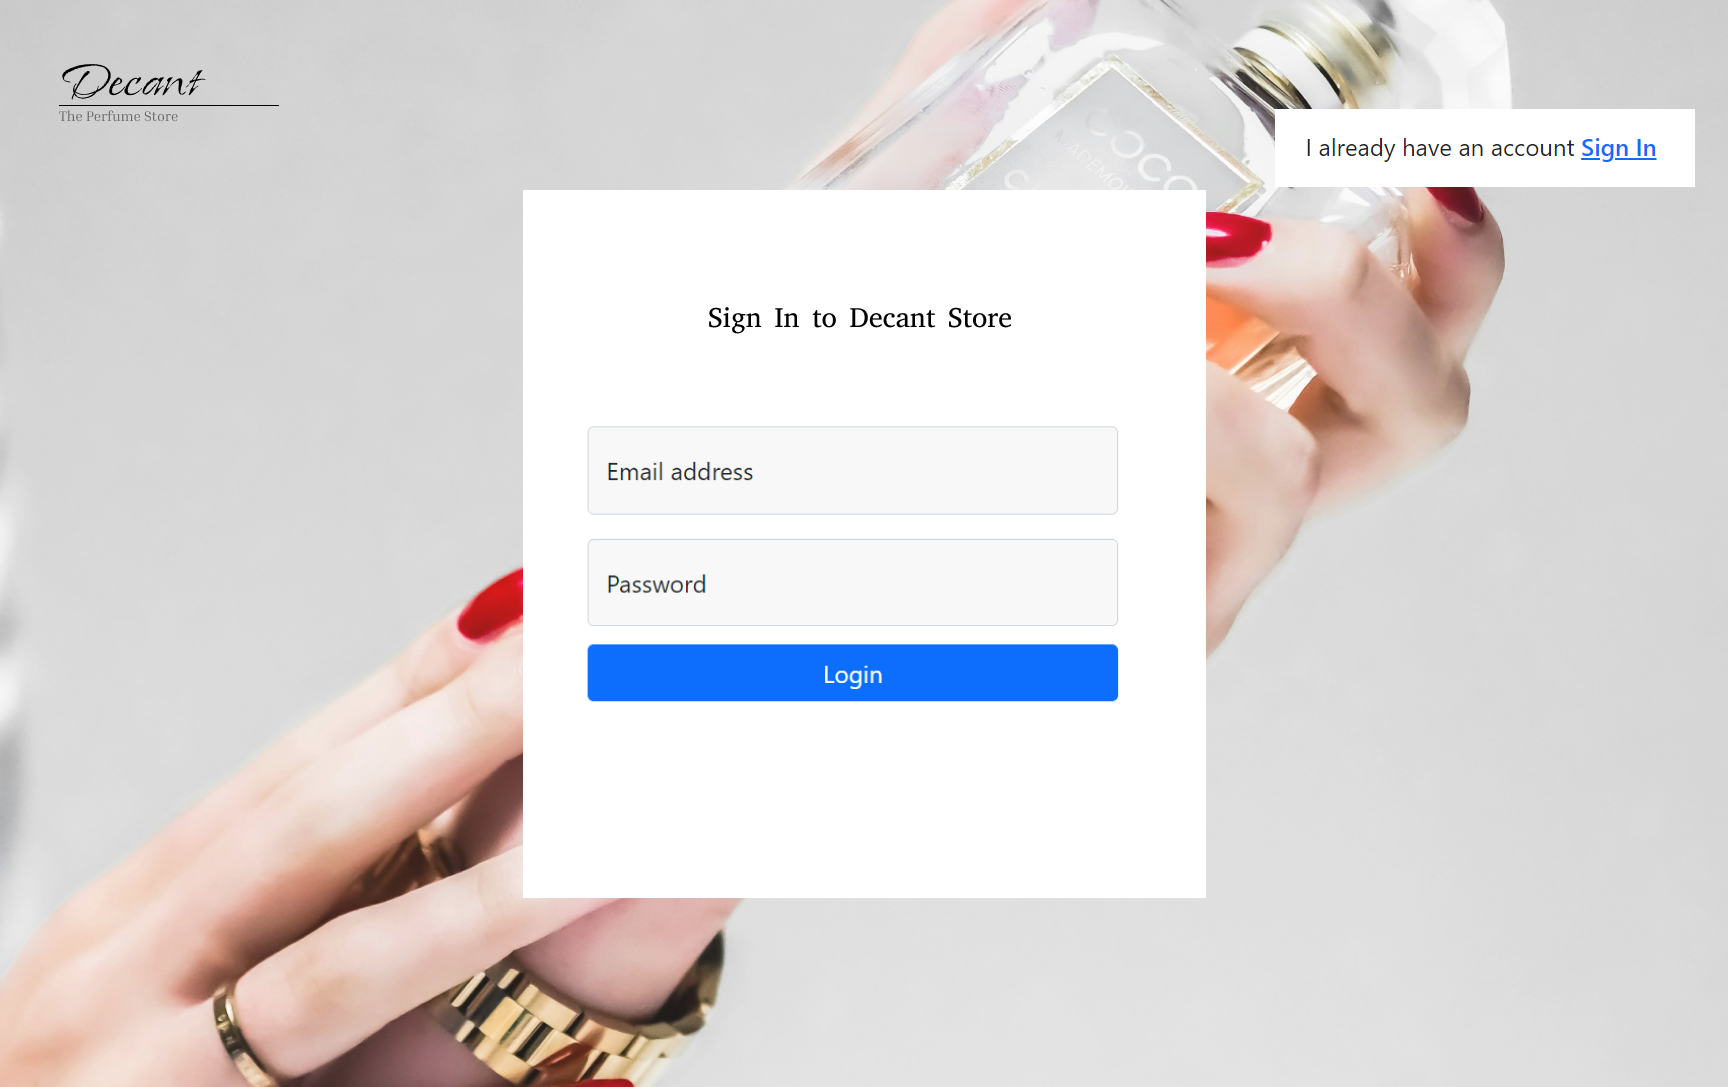 Decant
The Perfume Store
I already have an account Sign In
COCO
Sign In to Decant Store
Email address
Password
Login